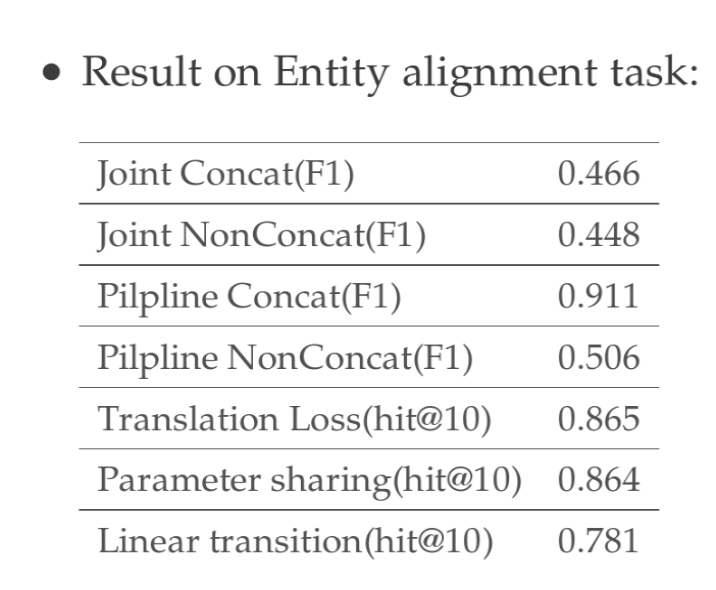 • Result on Entity alignment task:
Joint Concat(F1) 0.466
Joint NonConcat(F1) 0.448
Pilpline Concat(F1) 0.911
Pilpline NonConcat(F1) 0.506
Translation Loss(hit@10) 0.865
Parameter sharing(hit@10) 0.864
Linear transition(hit@10) 0.781